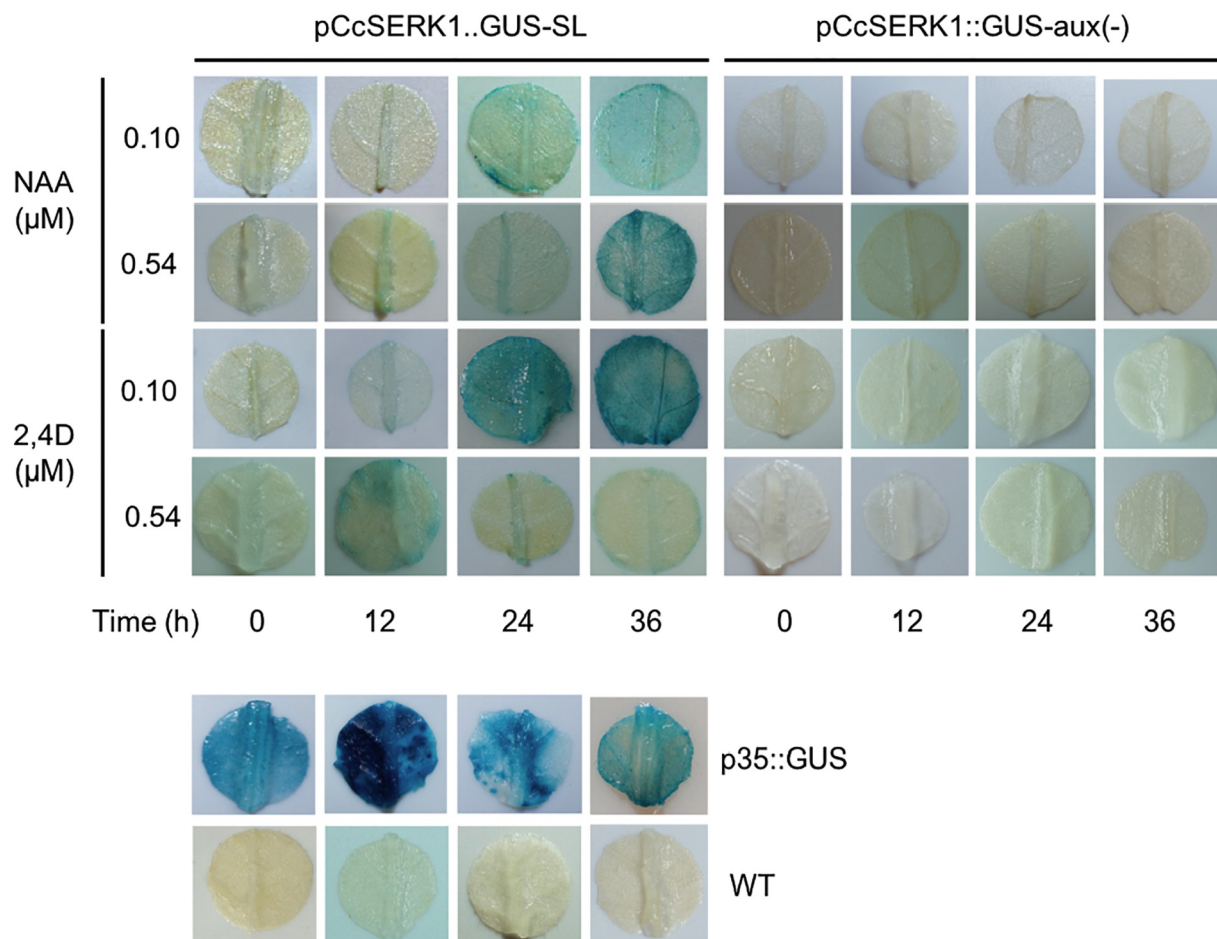 pCcSERK1..GUS-SL pCcSERK1::GUS-aux(-)
NAA
(µM)
0.10
0.54
2,4D
(µM)
0.10
0.54
Time (h) 0 12 24 36 0 12 24 36
p35::GUS
WT